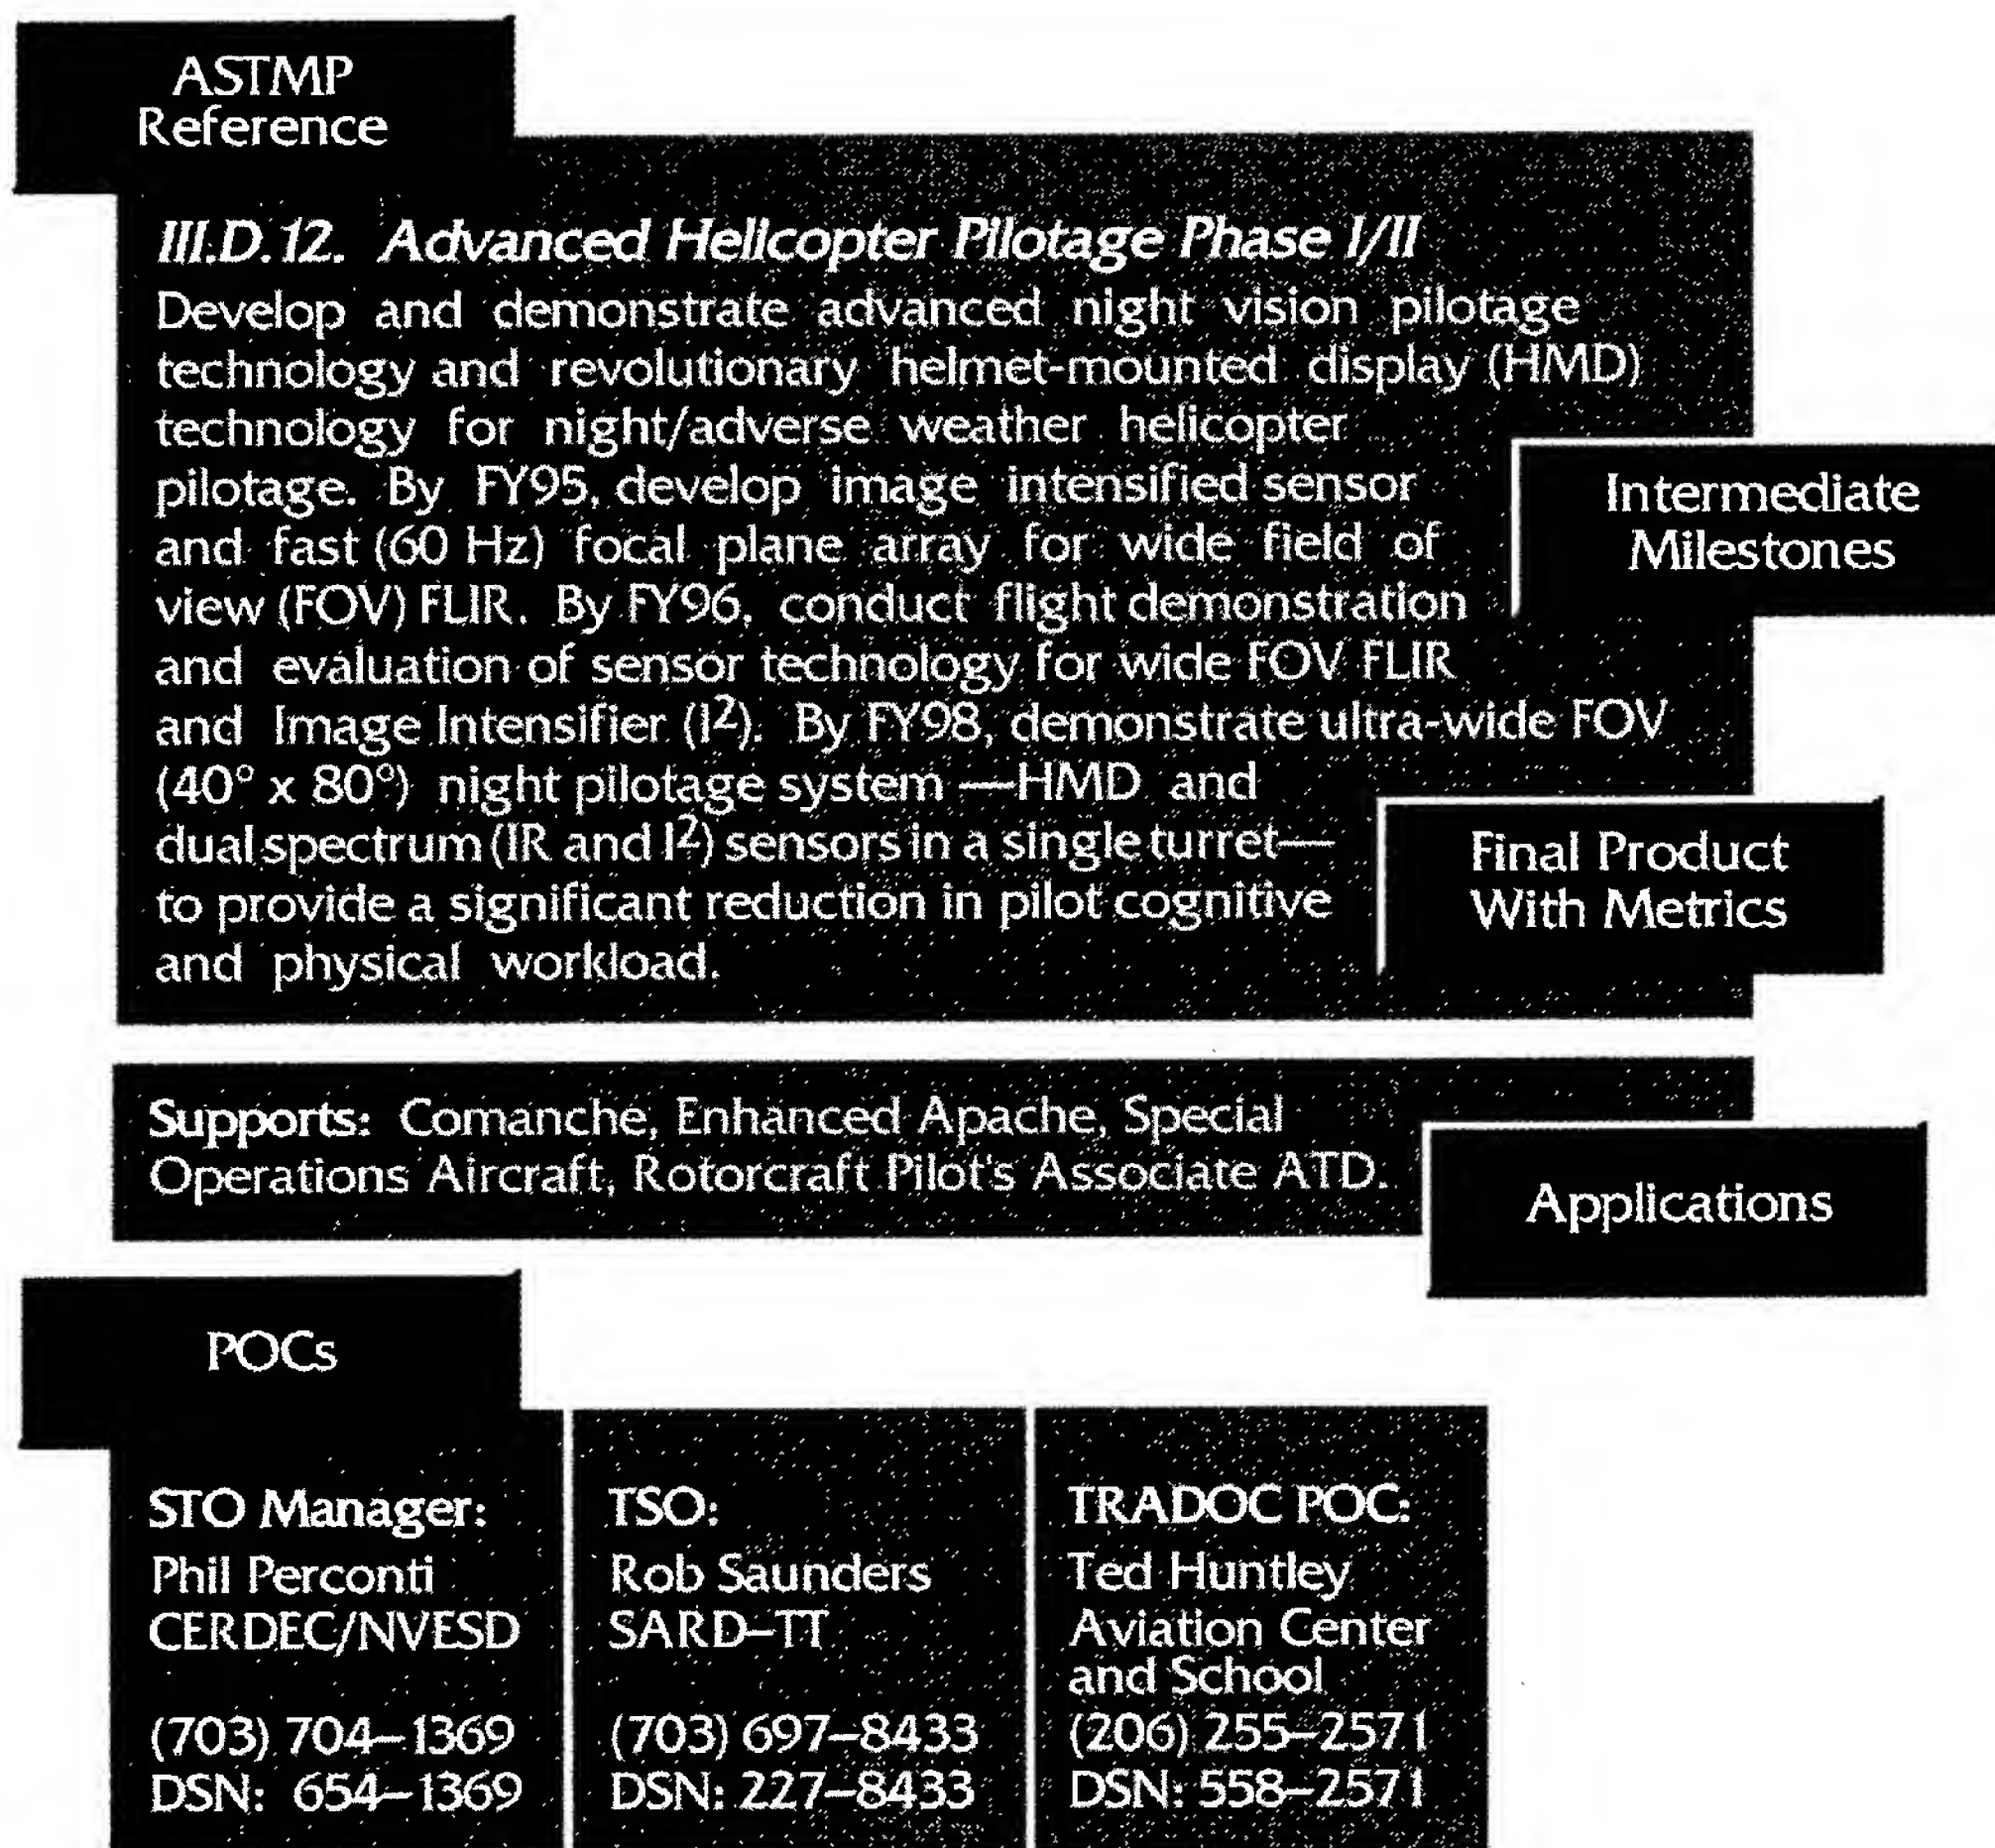 ASTMP
Reference
III.D.12. Advanced Helicopter Pilotage Phase I/II
Develop and demonstrate advanced night vision pilotage
technology and revolutionary helmet-mounted display (HMD)
technology for night/adverse weather helicopter
pilotage. By FY95, develop image intensified sensor
and fast (60 Hz) focal plane array for wide field of
view (FOV) FLIR. By FY96, conduct flight demonstration
and evaluation of sensor technology for wide FOV FLIR
and Image Intensifier (I²). By FY98, demonstrate ultra-wide FOV
(40° x 80°) night pilotage system —HMD and
dual spectrum (IR and I²) sensors in a single turret—
to provide a significant reduction in pilot cognitive
and physical workload.
Intermediate
Milestones
Final Product
With Metrics
Supports: Comanche, Enhanced Apache, Special
Operations Aircraft, Rotorcraft Pilot's Associate ATD.
Applications
POCs
STO Manager:
Phil Perconti
CERDEC/NVESD
(703) 704–1369
DSN: 654–1369
TSO:
Rob Saunders
SARD–TT
(703) 697–8433
DSN: 227–8433
TRADOC POC:
Ted Huntley
Aviation Center
and School
(206) 255–2571
DSN: 558–2571